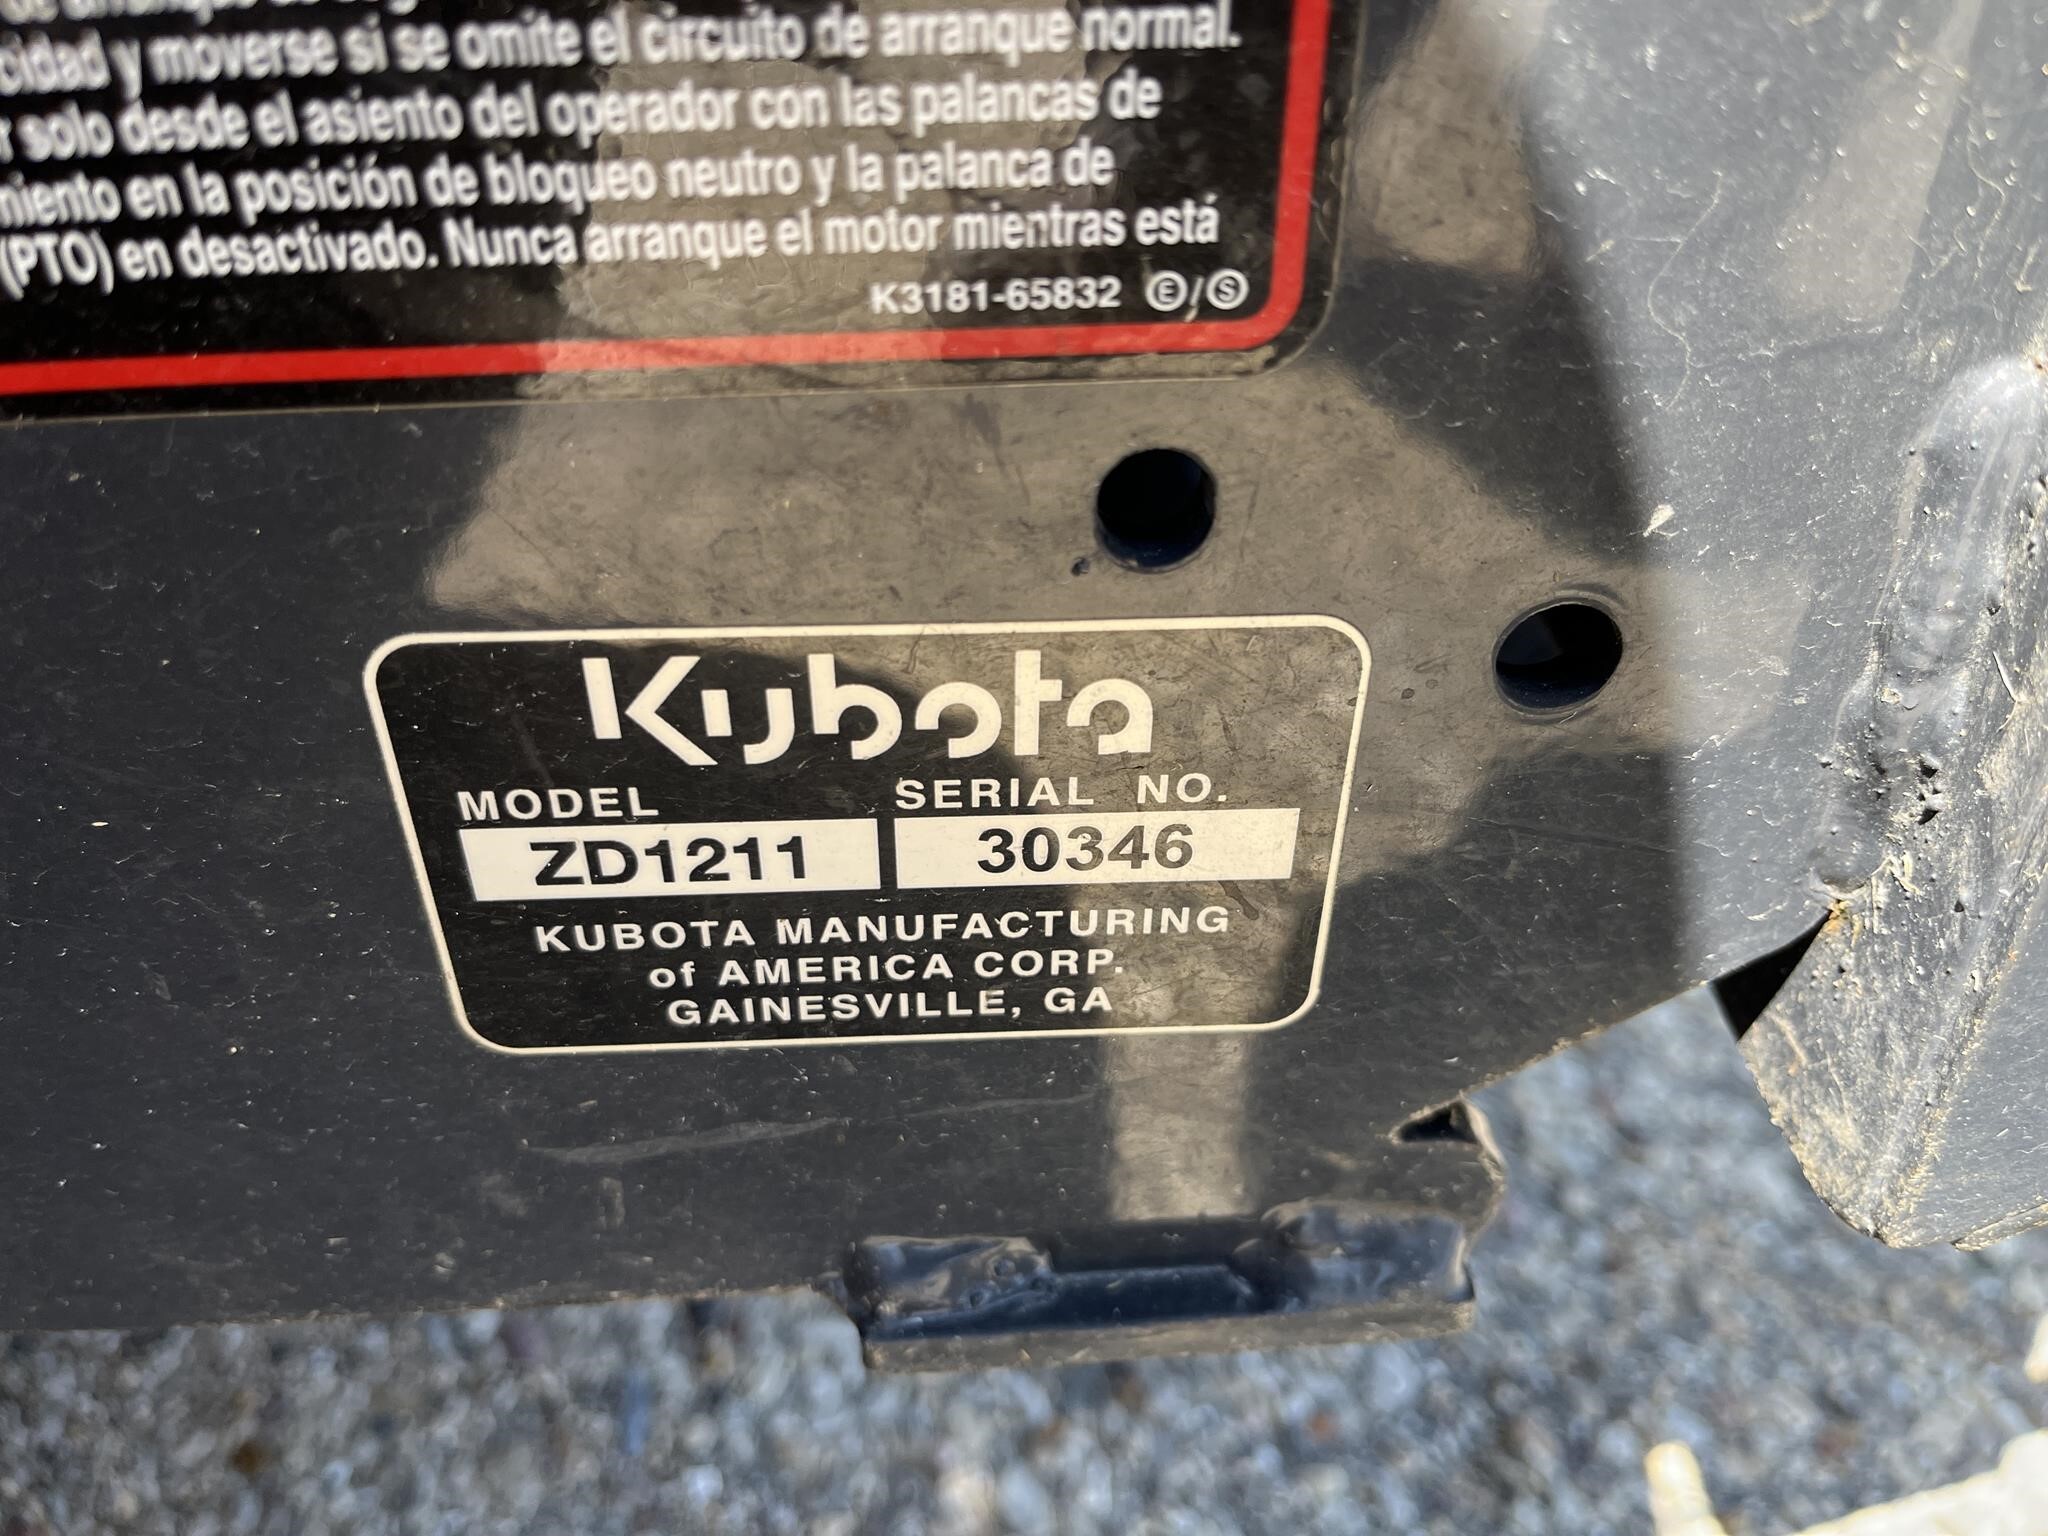 y moverse si se omite el circuito de arranque normal.
solo desde el asiento del operador con las palancas de
en la posición de bloqueo neutro y la palanca de
(PTO) en desactivado. Nunca arranque el motor mientras está
K3181-65832 Ⓔ/Ⓢ
Kubota
MODEL SERIAL NO.
ZD1211 30346
KUBOTA MANUFACTURING
of AMERICA CORP.
GAINESVILLE, GA